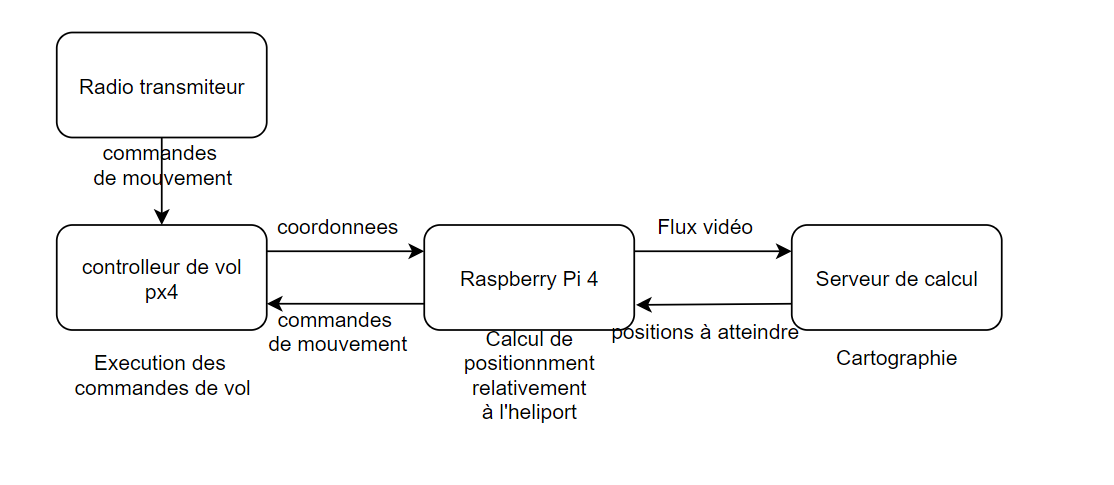 Radio transmiteur
commandes
de mouvement
controlleur de vol
px4
Execution des
commandes de vol
coordonnees
commandes
de mouvement
Raspberry Pi 4
Calcul de
positionnment
relativement
à l'heliport
Flux vidéo
positions à atteindre
Serveur de calcul
Cartographie